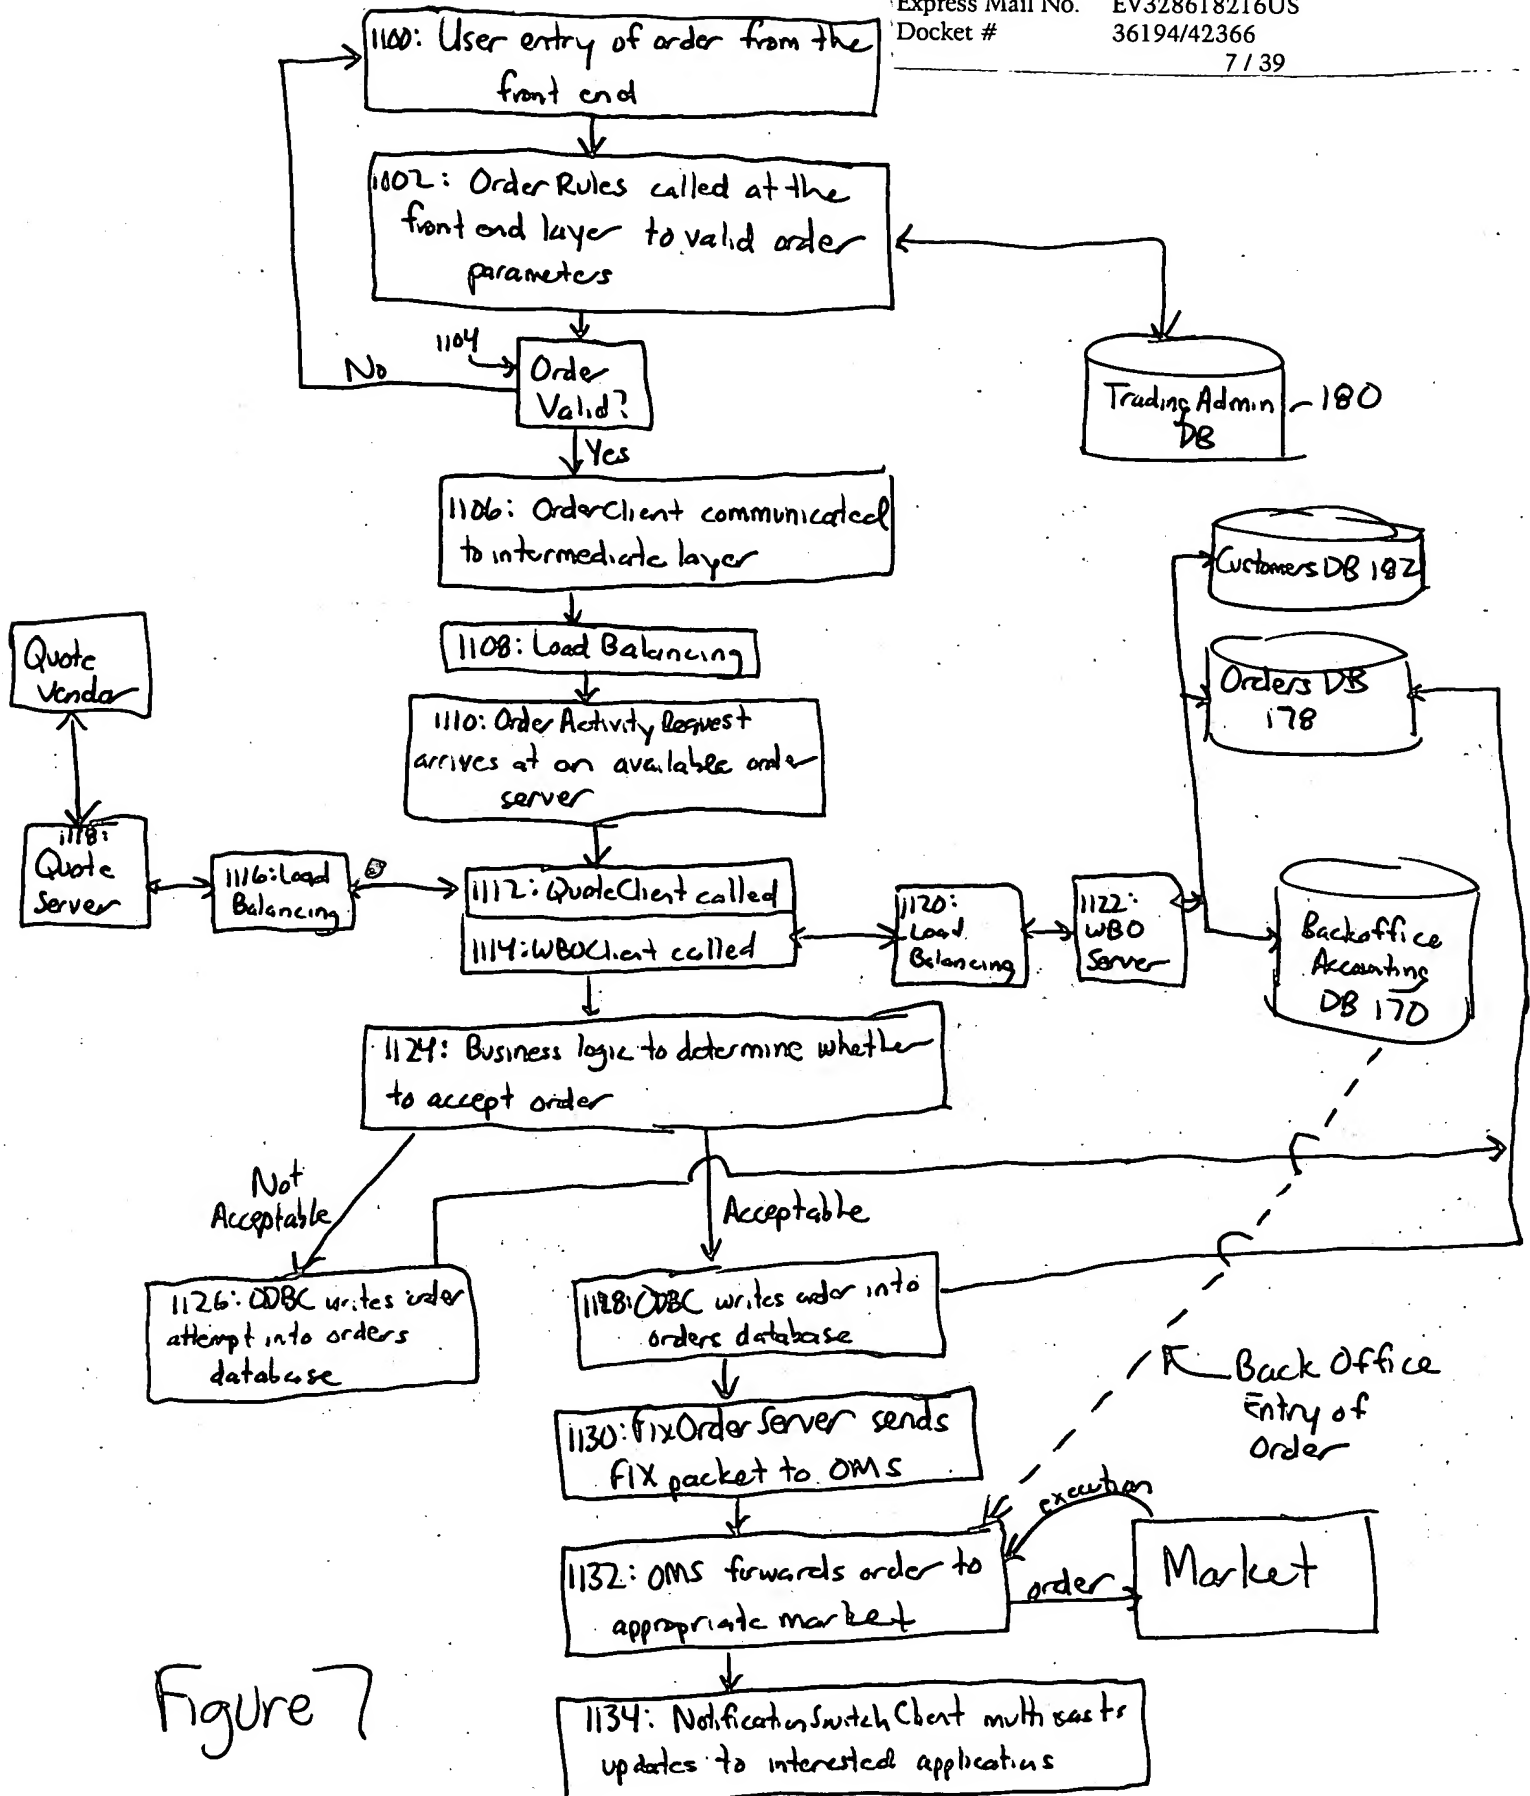 Express Mail No. EV328618216US
Docket # 36194/42366
7 / 39
1100: User entry of order from the
front end
1002: Order Rules called at the
front end layer to valid order
parameters
1104
Order
Valid?
No
Yes
Trading Admin
DB
180
1106: OrderClient communicated
to intermediate layer
Customers DB 182
1108: Load Balancing
Quote
Vendor
Orders DB
178
1110: Order Activity Request
arrives at an available order
server
1118:
Quote
Server
1116: Load
Balancing
1112: QuoteClient called
1114: WBOClient called
1120:
Load
Balancing
1122:
WBO
Server
Backoffice
Accounting
DB 170
1124: Business logic to determine whether
to accept order
Not
Acceptable
Acceptable
1126: ODBC writes order
attempt into orders
database
1128: ODBC writes order into
orders database
Back Office
Entry of
Order
1130: FixOrderServer sends
FIX packet to OMS
execution
1132: OMS forwards order to
appropriate market
order
Market
Figure 7
1134: NotificationSwitchClient multicasts
updates to interested applications